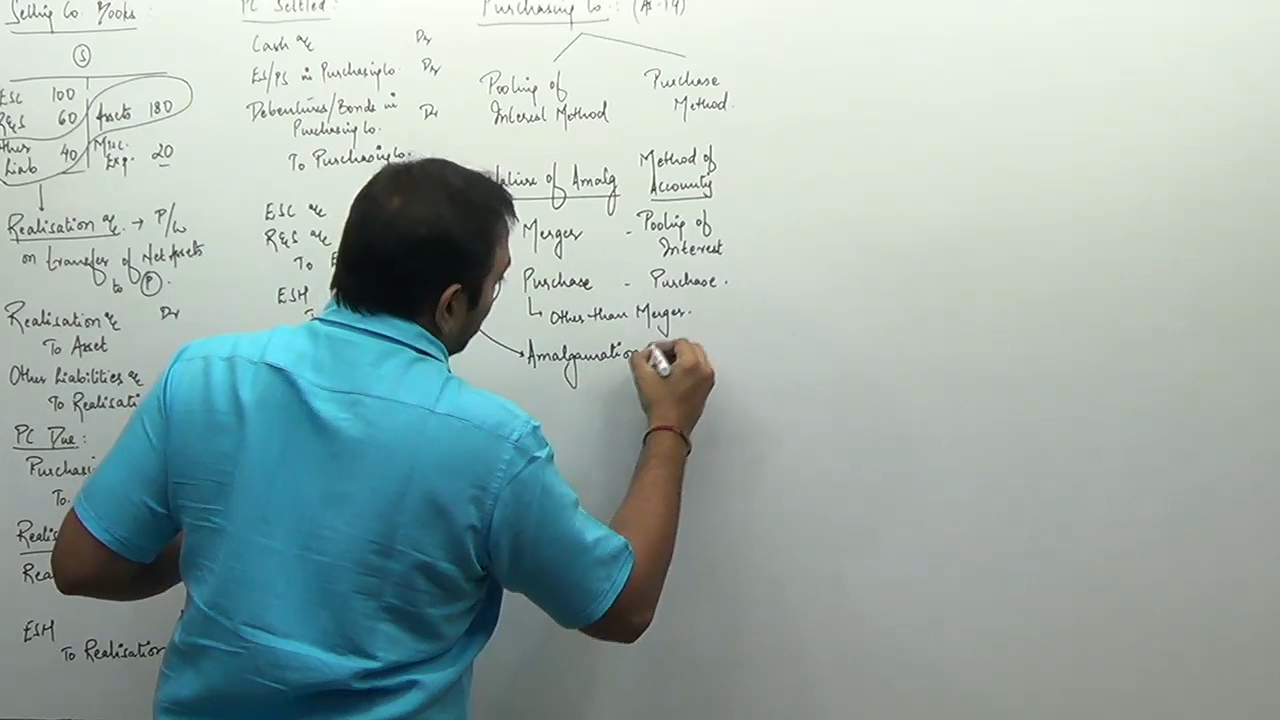 Selling Co. Books:
S
ESC 100
R&S 60
Assets 180
Other
Liab 40
Misc.
Exp. 20
Realisation a/c → P/L
on transfer of Net Assets
to P.
Realisation a/c Dr
To Asset
Other Liabilities a/c
To Realisati
PC Due:
Purchasi
To
Realis
Rea
ESH
To Realisation
PC Settled:
Cash a/c Dr
ES/PS in Purchasing Co. Dr
Debentures/Bonds in Dr
Purchasing Co.
To Purchasing Co.
ESC a/c
R&S a/c
To
ESH
Purchasing Co: (AS-14)
Pooling of
Interest Method
Purchase
Method.
Nature of Amalg
Method of
Accounty
Merger - Pooling of
Interest
Purchase - Purchase.
Other than Merger.
Amalgamation